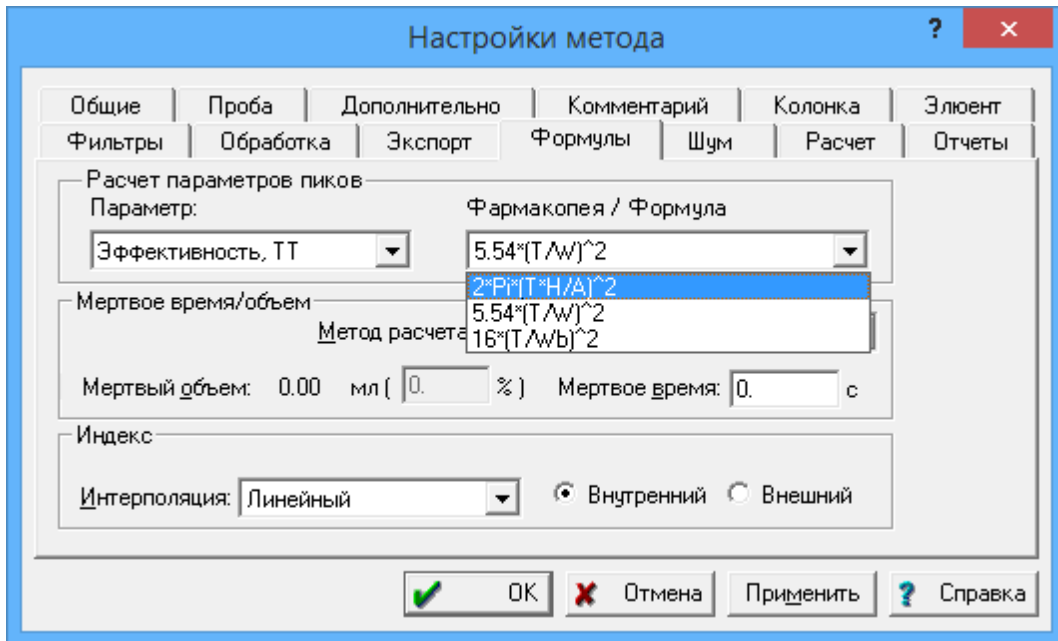 Настройки метода
?
Общие Проба Дополнительно Комментарий Колонка Элюент
Фильтры Обработка Экспорт Формулы Шум Расчет Отчеты
Расчет параметров пиков
Параметр: Фармакопея / Формула
Эффективность, ТТ 5.54*(T/W)^2
2*Pi*(T*H/A)^2
5.54*(T/W)^2
16*(T/Wb)^2
Мертвое время/объем
Метод расчета
Мертвый объем: 0.00 мл ( 0. % ) Мертвое время: 0. с
Индекс
Интерполяция: Линейный Внутренний Внешний
OK Отмена Применить ? Справка